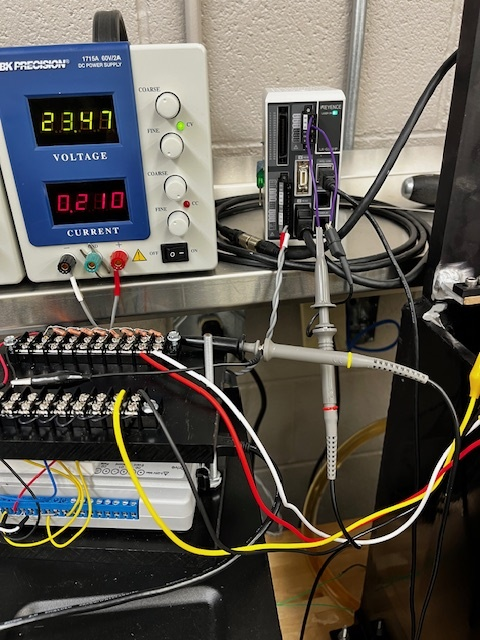 BK PRECISION®
1715A 60V/2A
DC POWER SUPPLY
23.47
VOLTAGE
0.210
CURRENT
COARSE
FINE
CV
COARSE
FINE
CC
OFF
ON
KEYENCE